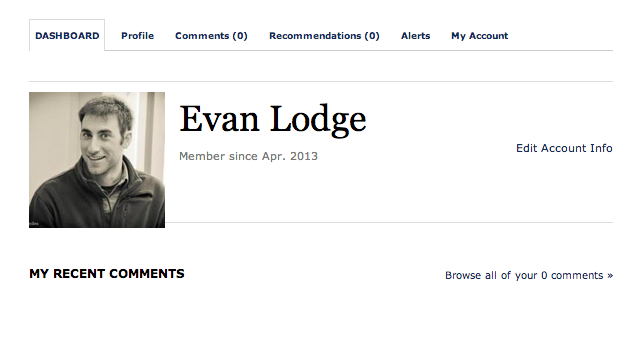 DASHBOARD Profile Comments (0) Recommendations (0) Alerts My Account
Evan Lodge
Member since Apr. 2013
Edit Account Info
MY RECENT COMMENTS
Browse all of your 0 comments »